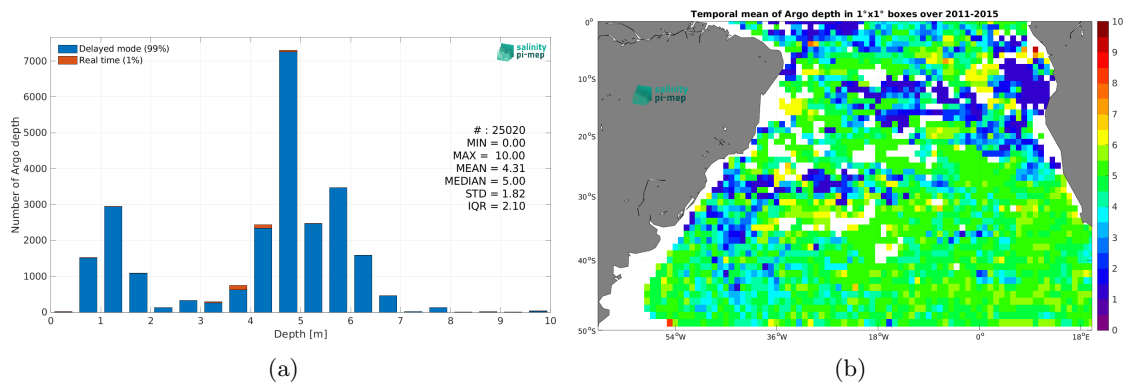 Delayed mode (99%)
Real time (1%)
salinity
pi-mep
# : 25020
MIN = 0.00
MAX = 10.00
MEAN = 4.31
MEDIAN = 5.00
STD = 1.82
IQR = 2.10
Number of Argo depth
7000
6000
5000
4000
3000
2000
1000
0
0 1 2 3 4 5 6 7 8 9 10
Depth [m]
(a)
Temporal mean of Argo depth in 1°x1° boxes over 2011-2015
salinity
pi-mep
0°
10°S
20°S
30°S
40°S
50°S
54°W 36°W 18°W 0° 18°E
10
9
8
7
6
5
4
3
2
1
0
(b)